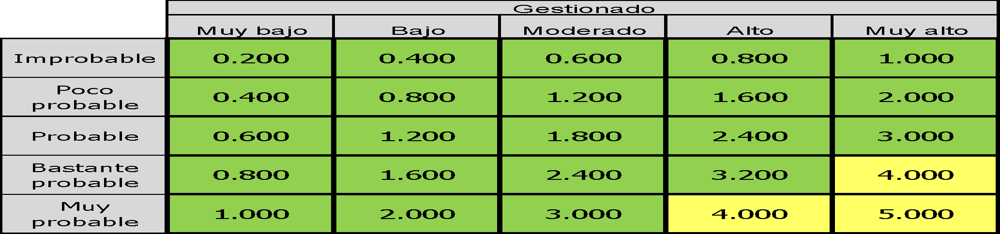 Gestionado
Muy bajo Bajo Moderado Alto Muy alto
Improbable 0.200 0.400 0.600 0.800 1.000
Poco
probable 0.400 0.800 1.200 1.600 2.000
Probable 0.600 1.200 1.800 2.400 3.000
Bastante
probable 0.800 1.600 2.400 3.200 4.000
Muy
probable 1.000 2.000 3.000 4.000 5.000